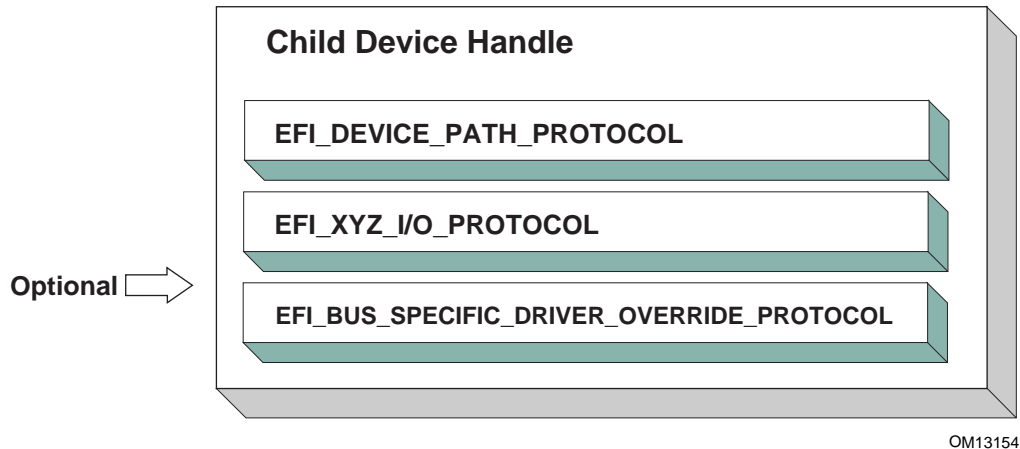 Child Device Handle
EFI_DEVICE_PATH_PROTOCOL
EFI_XYZ_I/O_PROTOCOL
Optional
EFI_BUS_SPECIFIC_DRIVER_OVERRIDE_PROTOCOL
OM13154